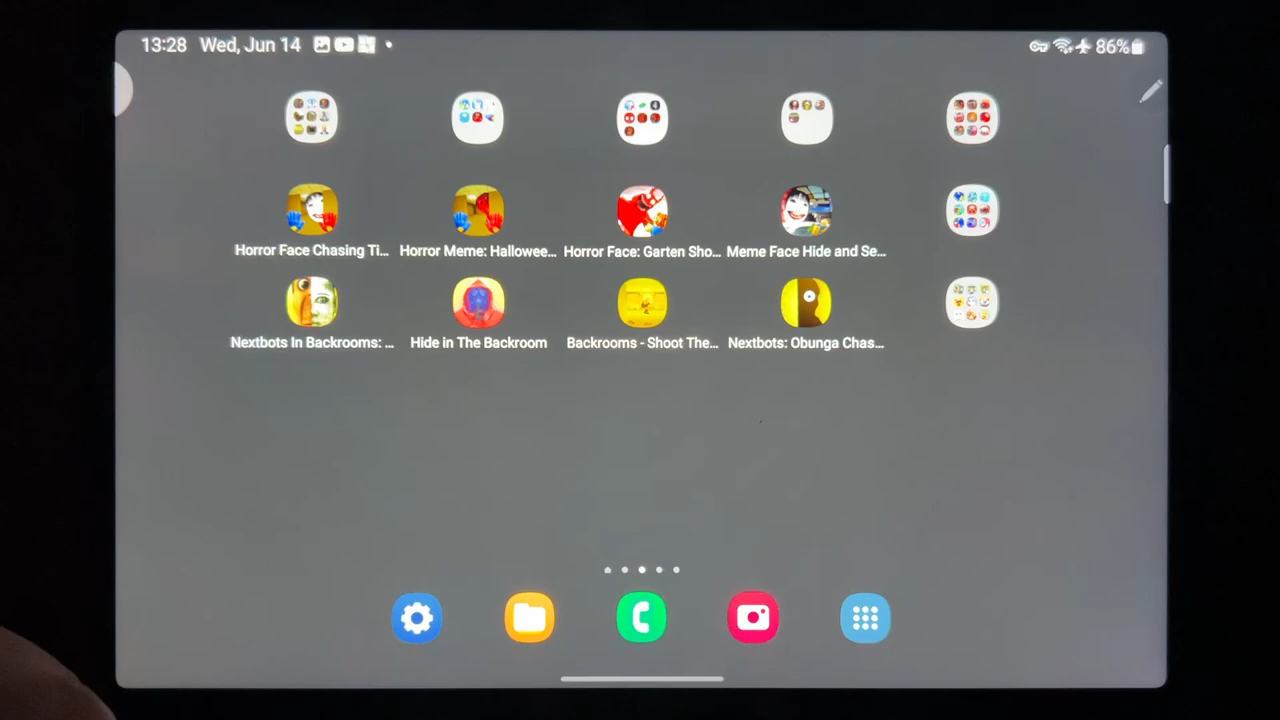 13:28 Wed, Jun 14
86%
Horror Face Chasing Ti...
Horror Meme: Hallowee...
Horror Face: Garten Sho...
Meme Face Hide and Se...
Nextbots In Backrooms: ...
Hide in The Backroom
Backrooms - Shoot The...
Nextbots: Obunga Chas...